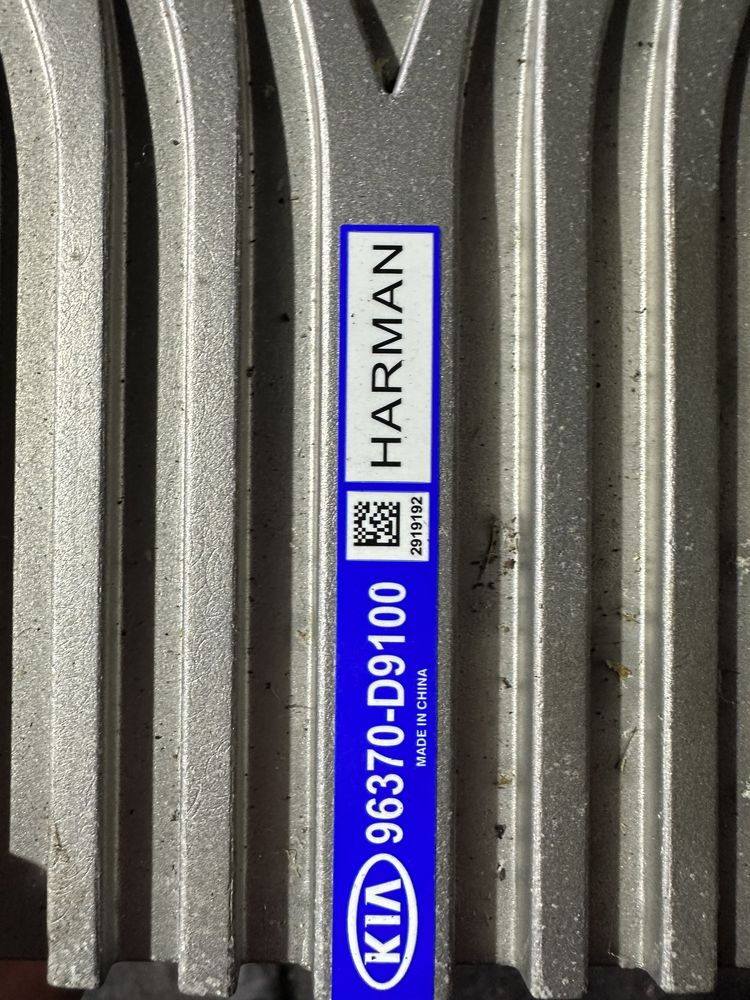 KIA
96370-D9100
MADE IN CHINA
2919192
HARMAN